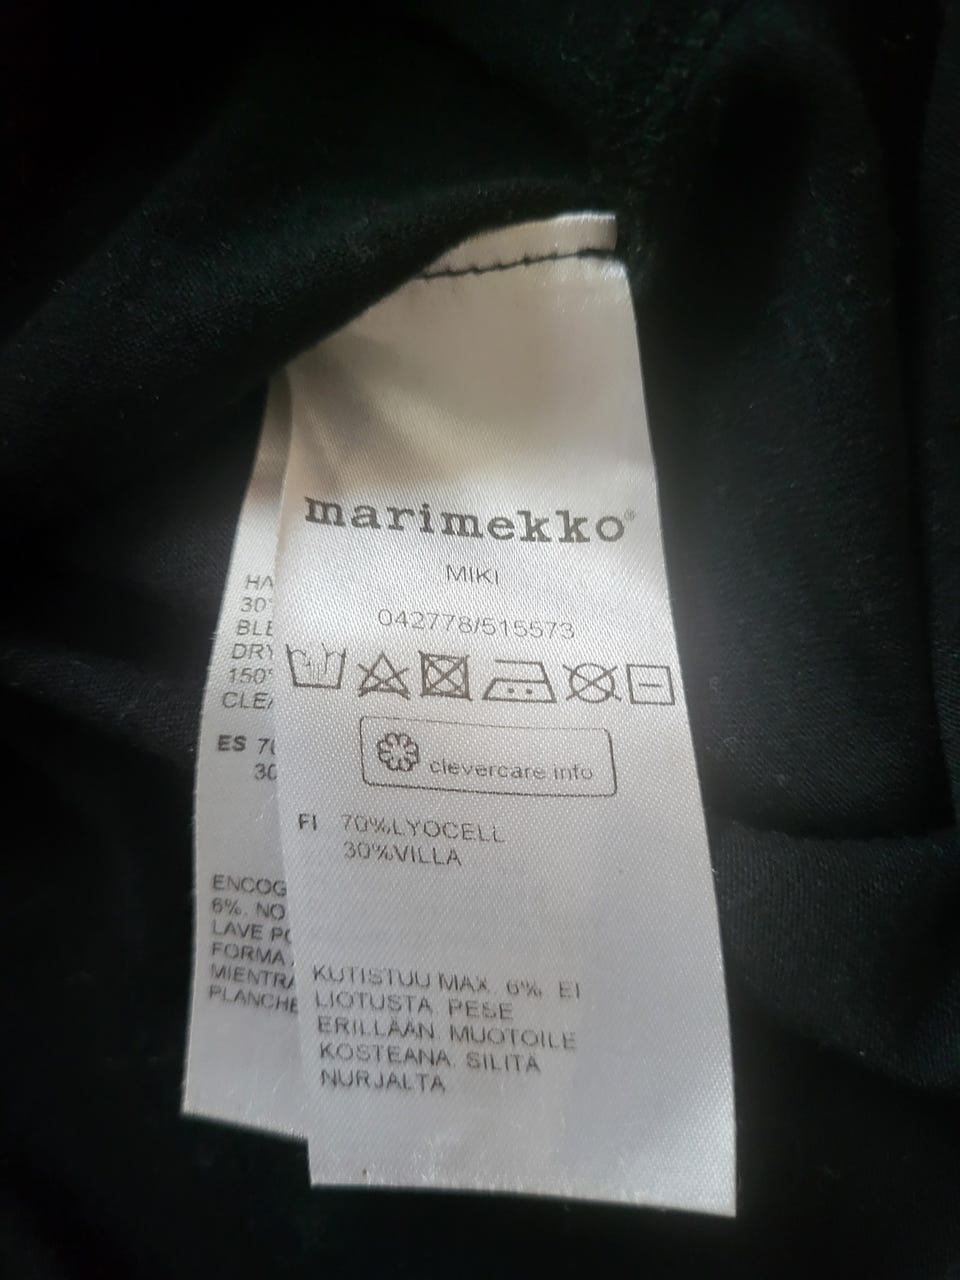 marimekko®
MIKI
042778/515573
clevercare.info
FI 70%LYOCELL
30%VILLA
KUTISTUU MAX. 6%. EI
LIOTUSTA. PESE
ERILLÄÄN. MUOTOILE
KOSTEANA. SILITÄ
NURJALTA
HA
30°
BLE
DRY
150°
CLEA
ES 70
30
ENCOG
6%. NO
LAVE PO
FORMA
MIENTRA
PLANCHE